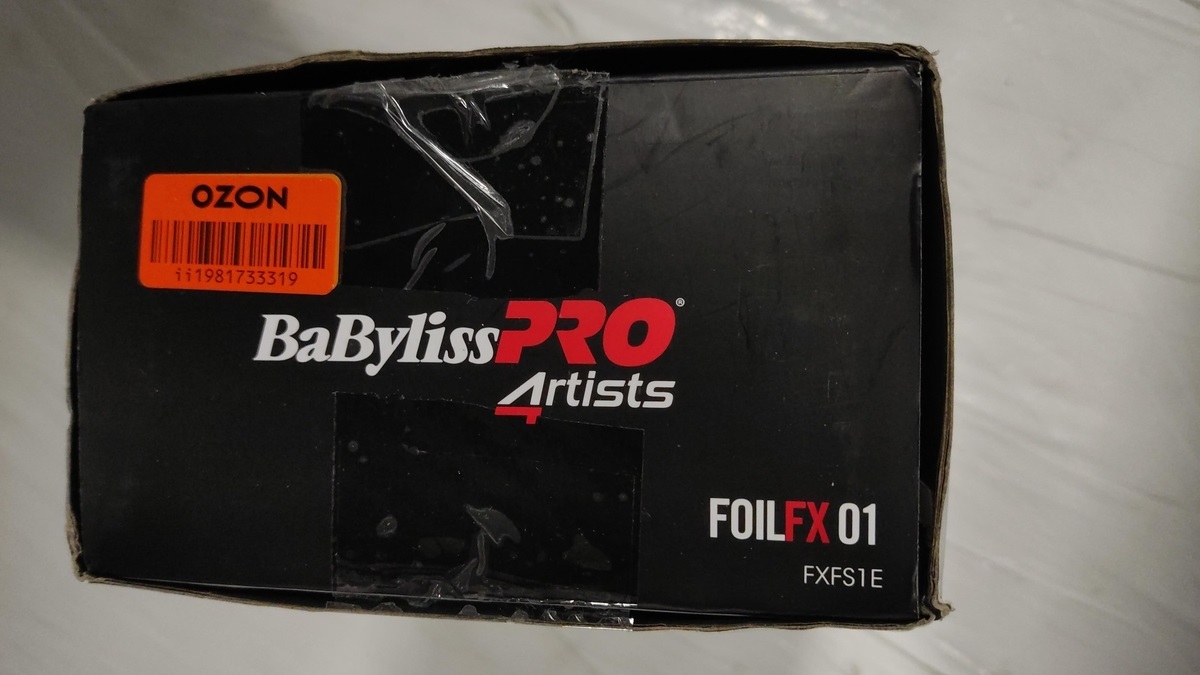 OZON
ii1981733319
BaBylissPRO®
4rtists
FOILFX 01
FXFS1E